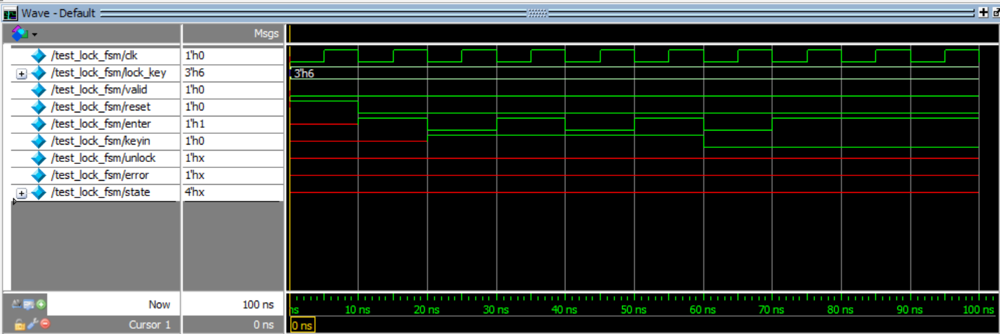 Wave - Default
Msgs
/test_lock_fsm/clk 1'h0
/test_lock_fsm/lock_key 3'h6 3'h6
/test_lock_fsm/valid 1'h0
/test_lock_fsm/reset 1'h0
/test_lock_fsm/enter 1'h1
/test_lock_fsm/keyin 1'h0
/test_lock_fsm/unlock 1'hx
/test_lock_fsm/error 1'hx
/test_lock_fsm/state 4'hx
Now 100 ns ns 10 ns 20 ns 30 ns 40 ns 50 ns 60 ns 70 ns 80 ns 90 ns 100 ns
Cursor 1 0 ns 0 ns